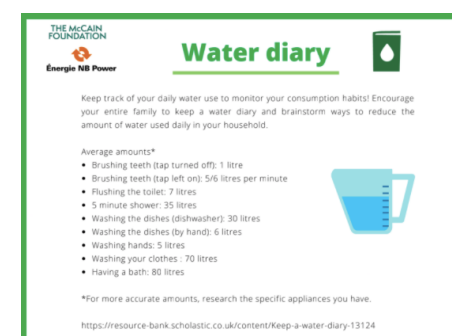 THE McCAIN
FOUNDATION
Énergie NB Power
Water diary
Keep track of your daily water use to monitor your consumption habits! Encourage
your entire family to keep a water diary and brainstorm ways to reduce the
amount of water used daily in your household.
Average amounts*
• Brushing teeth (tap turned off): 1 litre
• Brushing teeth (tap left on): 5/6 litres per minute
• Flushing the toilet: 7 litres
• 5 minute shower: 35 litres
• Washing the dishes (dishwasher): 30 litres
• Washing the dishes (by hand): 6 litres
• Washing hands: 5 litres
• Washing your clothes : 70 litres
• Having a bath: 80 litres
*For more accurate amounts, research the specific appliances you have.
https://resource-bank.scholastic.co.uk/content/Keep-a-water-diary-13124